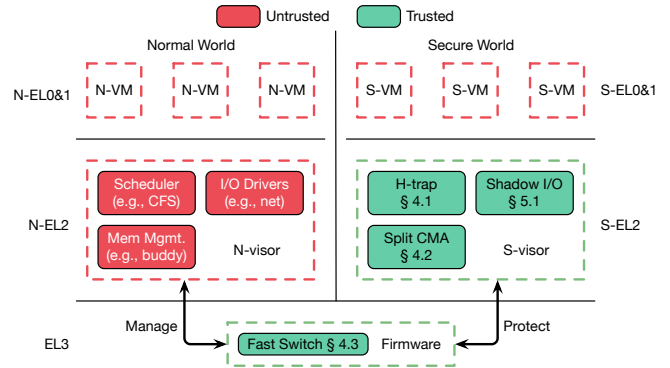 Untrusted Trusted
Normal World Secure World
N-EL0&1 N-VM N-VM N-VM S-VM S-VM S-VM S-EL0&1
Scheduler I/O Drivers H-trap Shadow I/O
(e.g., CFS) (e.g., net) § 4.1 § 5.1
N-EL2 S-EL2
Mem Mgmt. N-visor Split CMA S-visor
(e.g., buddy) § 4.2
Manage Protect
EL3 Fast Switch § 4.3 Firmware